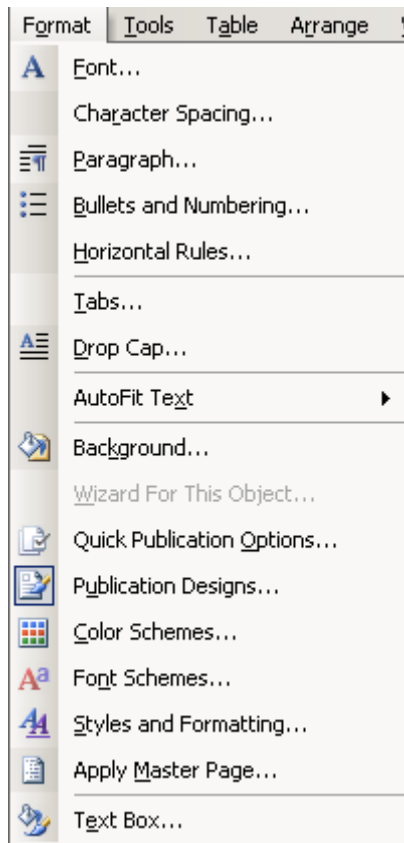 Format Tools Table Arrange
Font...
Character Spacing...
Paragraph...
Bullets and Numbering...
Horizontal Rules...
Tabs...
Drop Cap...
AutoFit Text
Background...
Wizard For This Object...
Quick Publication Options...
Publication Designs...
Color Schemes...
Font Schemes...
Styles and Formatting...
Apply Master Page...
Text Box...